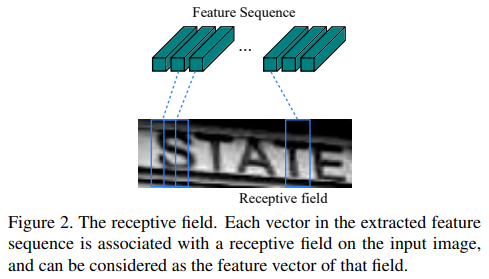 Feature Sequence
...
STATE
Receptive field
Figure 2. The receptive field. Each vector in the extracted feature
sequence is associated with a receptive field on the input image,
and can be considered as the feature vector of that field.